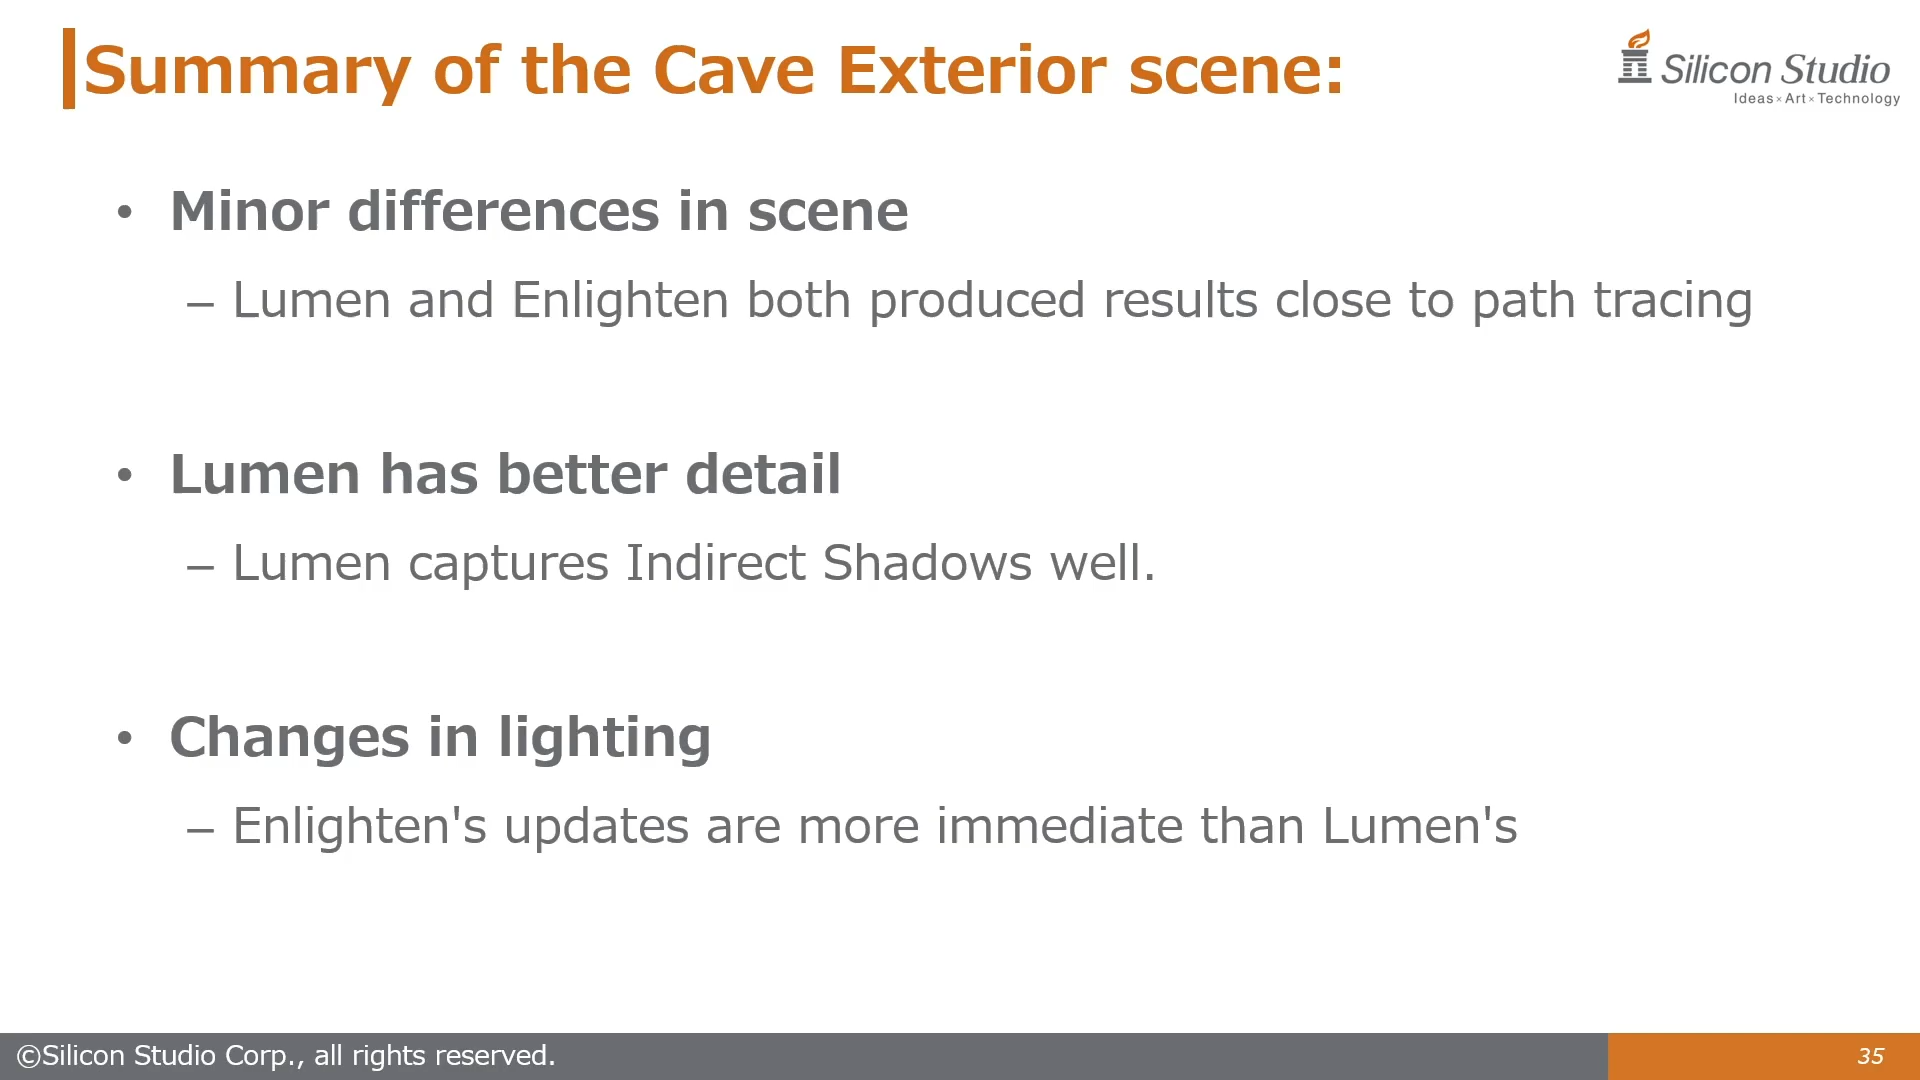 Summary of the Cave Exterior scene:
Silicon Studio
Ideas×Art×Technology
• Minor differences in scene
– Lumen and Enlighten both produced results close to path tracing
• Lumen has better detail
– Lumen captures Indirect Shadows well.
• Changes in lighting
– Enlighten's updates are more immediate than Lumen's
©Silicon Studio Corp., all rights reserved.
35